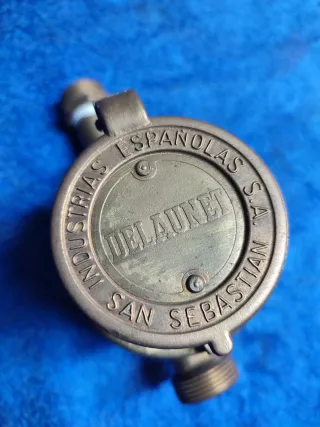 INDUSTRIAS ESPAÑOLAS S.A.
SAN SEBASTIAN
DELAUNET